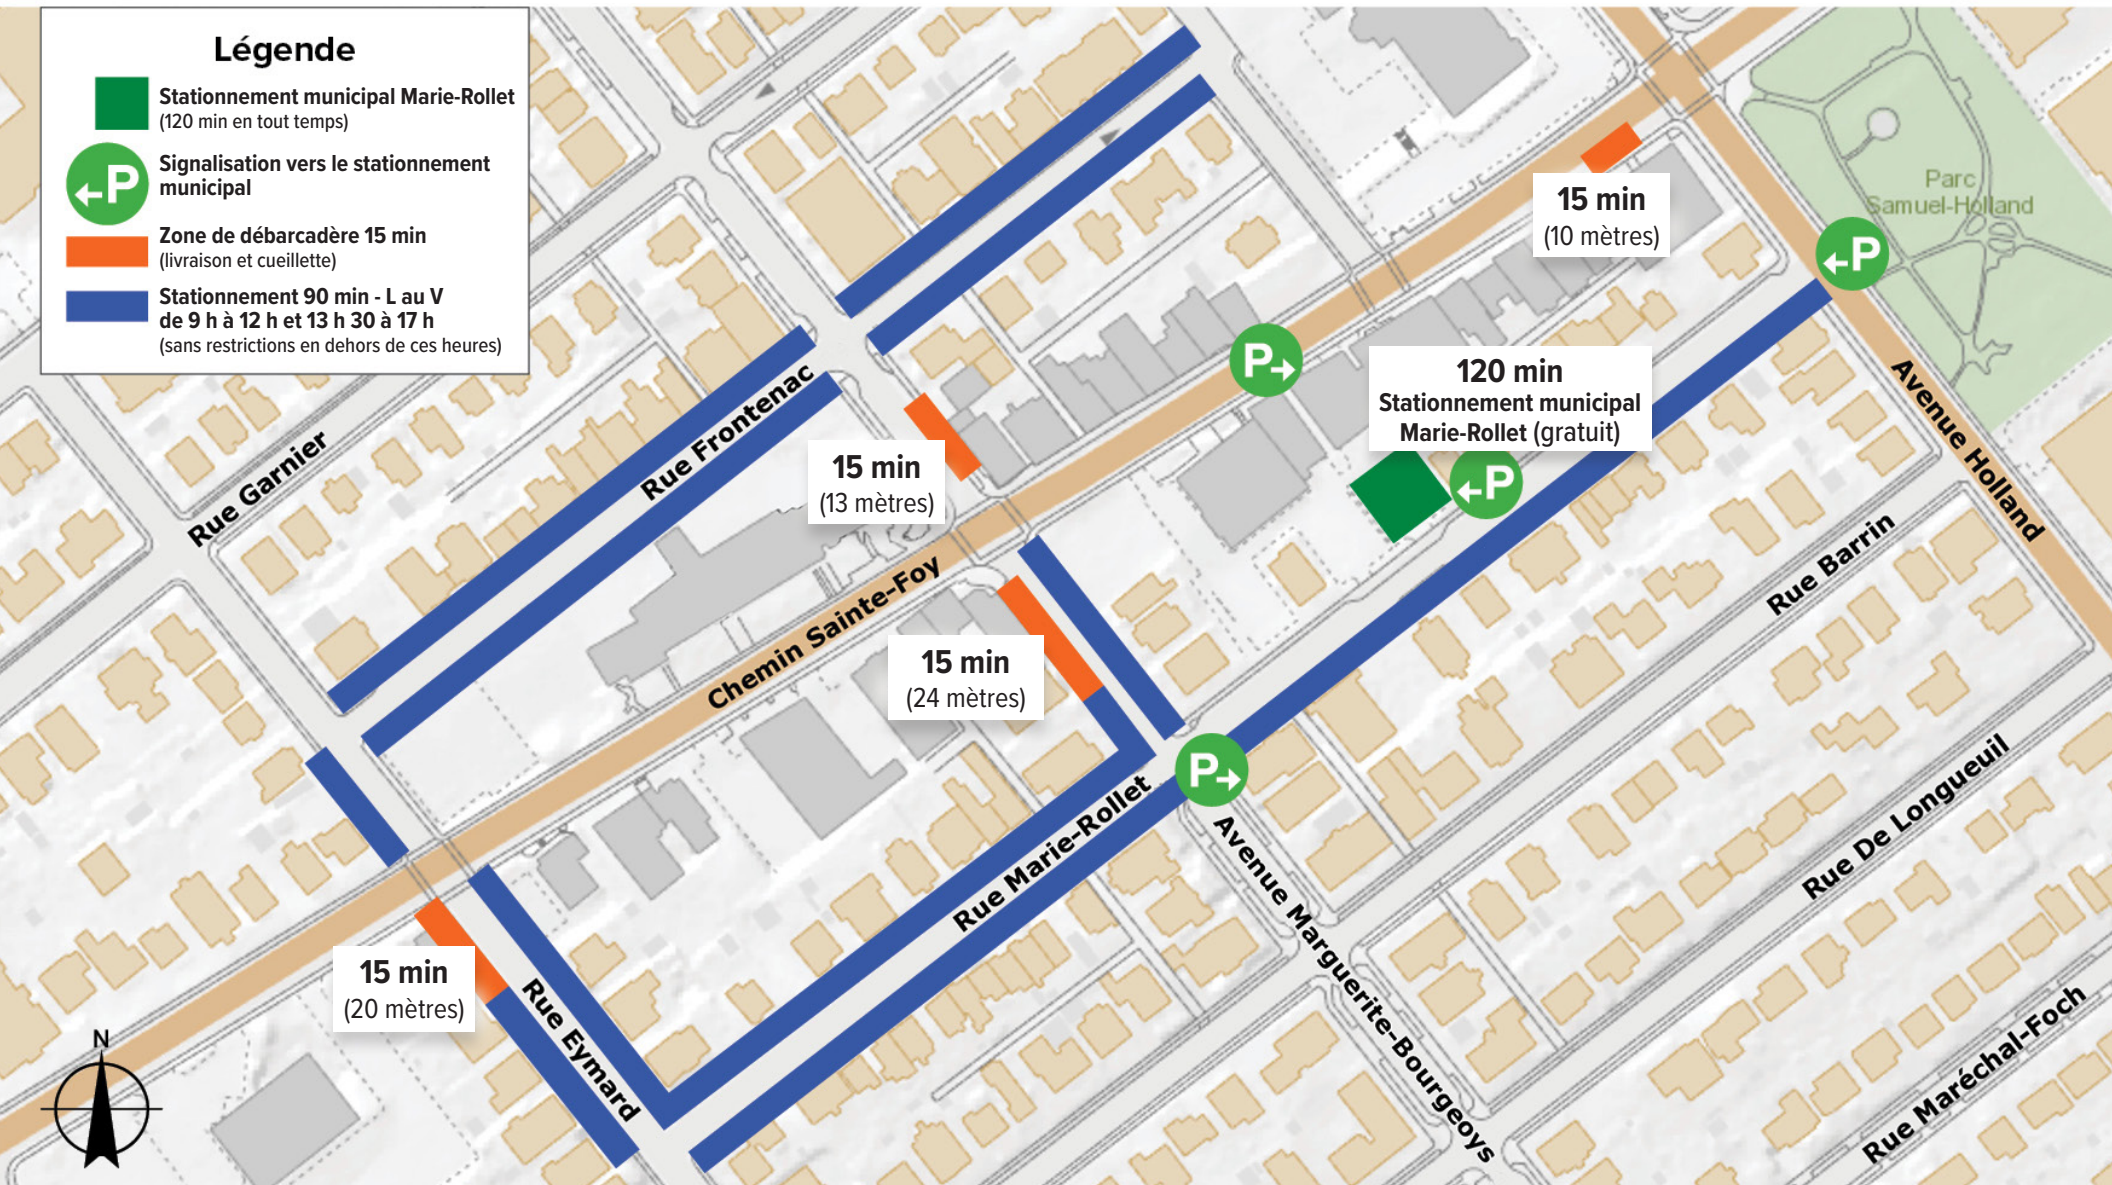 Légende
Stationnement municipal Marie-Rollet
(120 min en tout temps)
←P
Signalisation vers le stationnement
municipal
Zone de débarcadère 15 min
(livraison et cueillette)
Stationnement 90 min - L au V
de 9 h à 12 h et 13 h 30 à 17 h
(sans restrictions en dehors de ces heures)
15 min
(10 mètres)
Parc
Samuel-Holland
←P
P→
120 min
Stationnement municipal
Marie-Rollet (gratuit)
←P
Avenue Holland
Rue Frontenac
Rue Garnier
15 min
(13 mètres)
Chemin Sainte-Foy
Rue Barrin
15 min
(24 mètres)
P→
Rue Marie-Rollet
Rue De Longueuil
Avenue Marguerite-Bourgeoys
15 min
(20 mètres)
Rue Eymard
Rue Maréchal-Foch
N